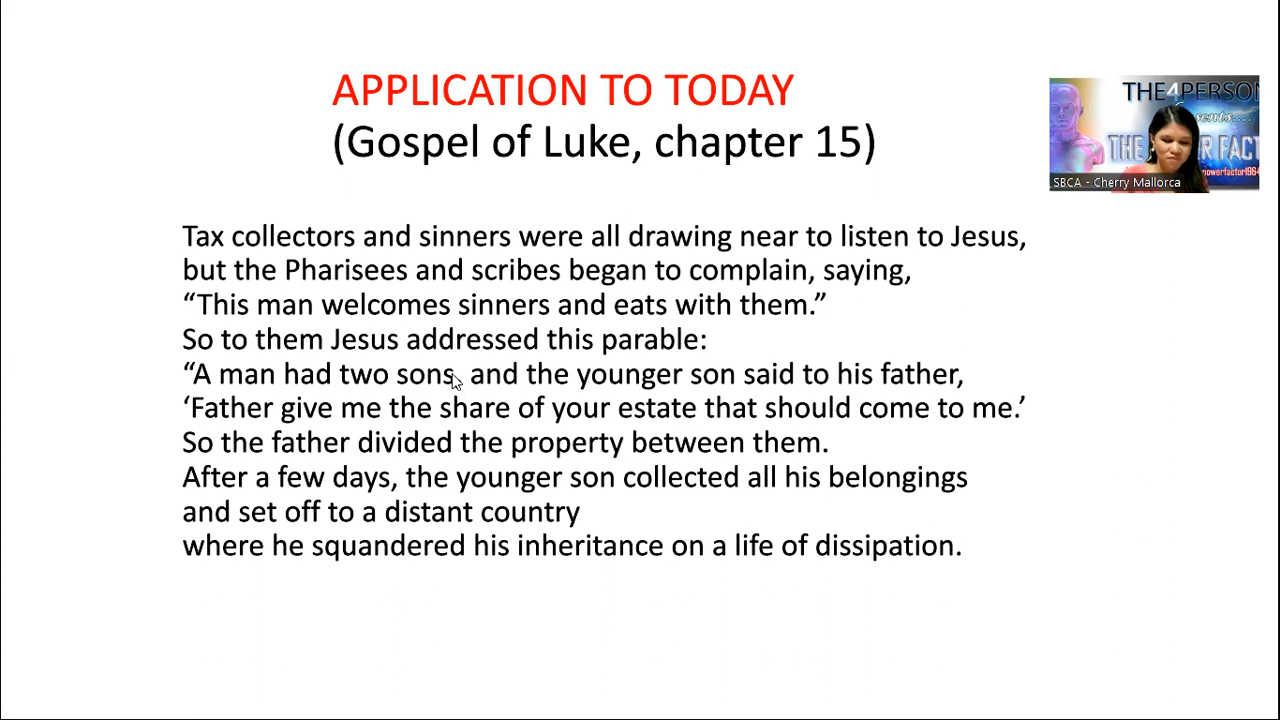 APPLICATION TO TODAY
(Gospel of Luke, chapter 15)
THE4PERSON
THE
R FACT
powerfactor1964
SBCA - Cherry Mallorca
Tax collectors and sinners were all drawing near to listen to Jesus,
but the Pharisees and scribes began to complain, saying,
“This man welcomes sinners and eats with them.”
So to them Jesus addressed this parable:
“A man had two sons, and the younger son said to his father,
‘Father give me the share of your estate that should come to me.’
So the father divided the property between them.
After a few days, the younger son collected all his belongings
and set off to a distant country
where he squandered his inheritance on a life of dissipation.